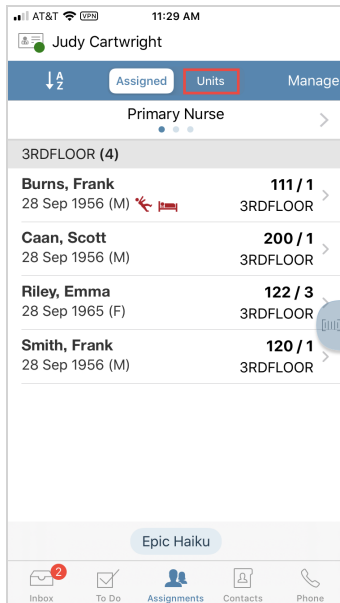 AT&T VPN 11:29 AM
Judy Cartwright
A Z Assigned Units Manage
Primary Nurse
3RDFLOOR (4)
Burns, Frank 111 / 1
28 Sep 1956 (M) 3RDFLOOR
Caan, Scott 200 / 1
28 Sep 1956 (M) 3RDFLOOR
Riley, Emma 122 / 3
28 Sep 1965 (F) 3RDFLOOR
Smith, Frank 120 / 1
28 Sep 1956 (M) 3RDFLOOR
Epic Haiku
2
Inbox To Do Assignments Contacts Phone